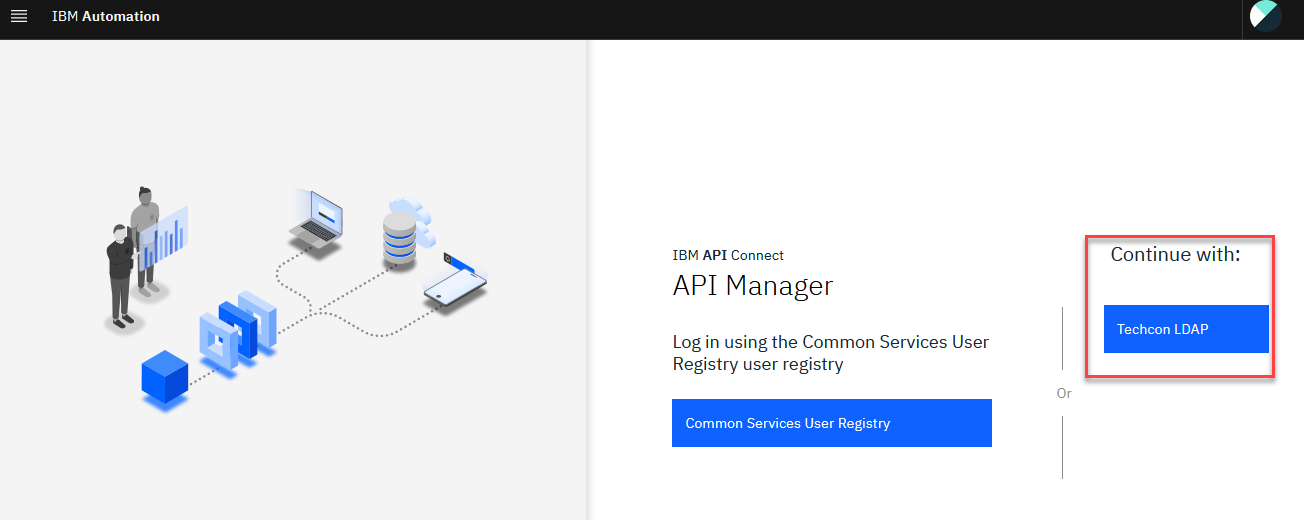 IBM Automation
IBM API Connect
API Manager
Log in using the Common Services User
Registry user registry
Common Services User Registry
Or
Continue with:
Techcon LDAP